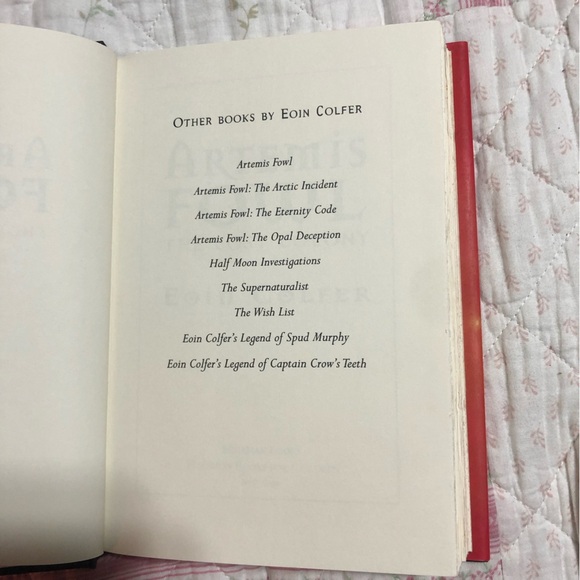 OTHER BOOKS BY EOIN COLFER
Artemis Fowl
Artemis Fowl: The Arctic Incident
Artemis Fowl: The Eternity Code
Artemis Fowl: The Opal Deception
Half Moon Investigations
The Supernaturalist
The Wish List
Eoin Colfer's Legend of Spud Murphy
Eoin Colfer's Legend of Captain Crow's Teeth